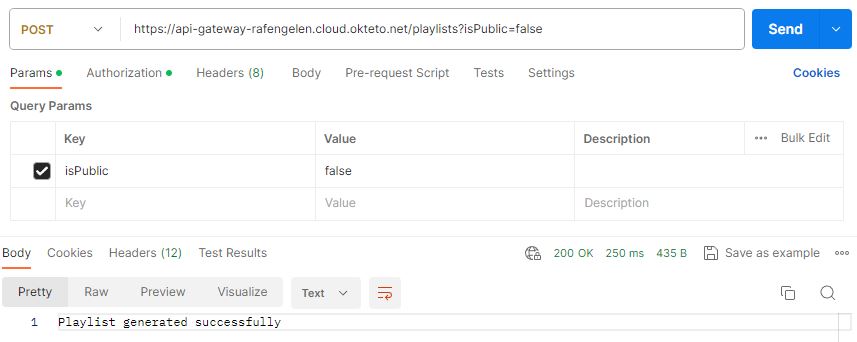 POST https://api-gateway-rafengelen.cloud.okteto.net/playlists?isPublic=false Send
Params Authorization Headers (8) Body Pre-request Script Tests Settings Cookies
Query Params
Key Value Description Bulk Edit
isPublic false
Key Value Description
Body Cookies Headers (12) Test Results 200 OK 250 ms 435 B Save as example
Pretty Raw Preview Visualize Text
1 Playlist generated successfully